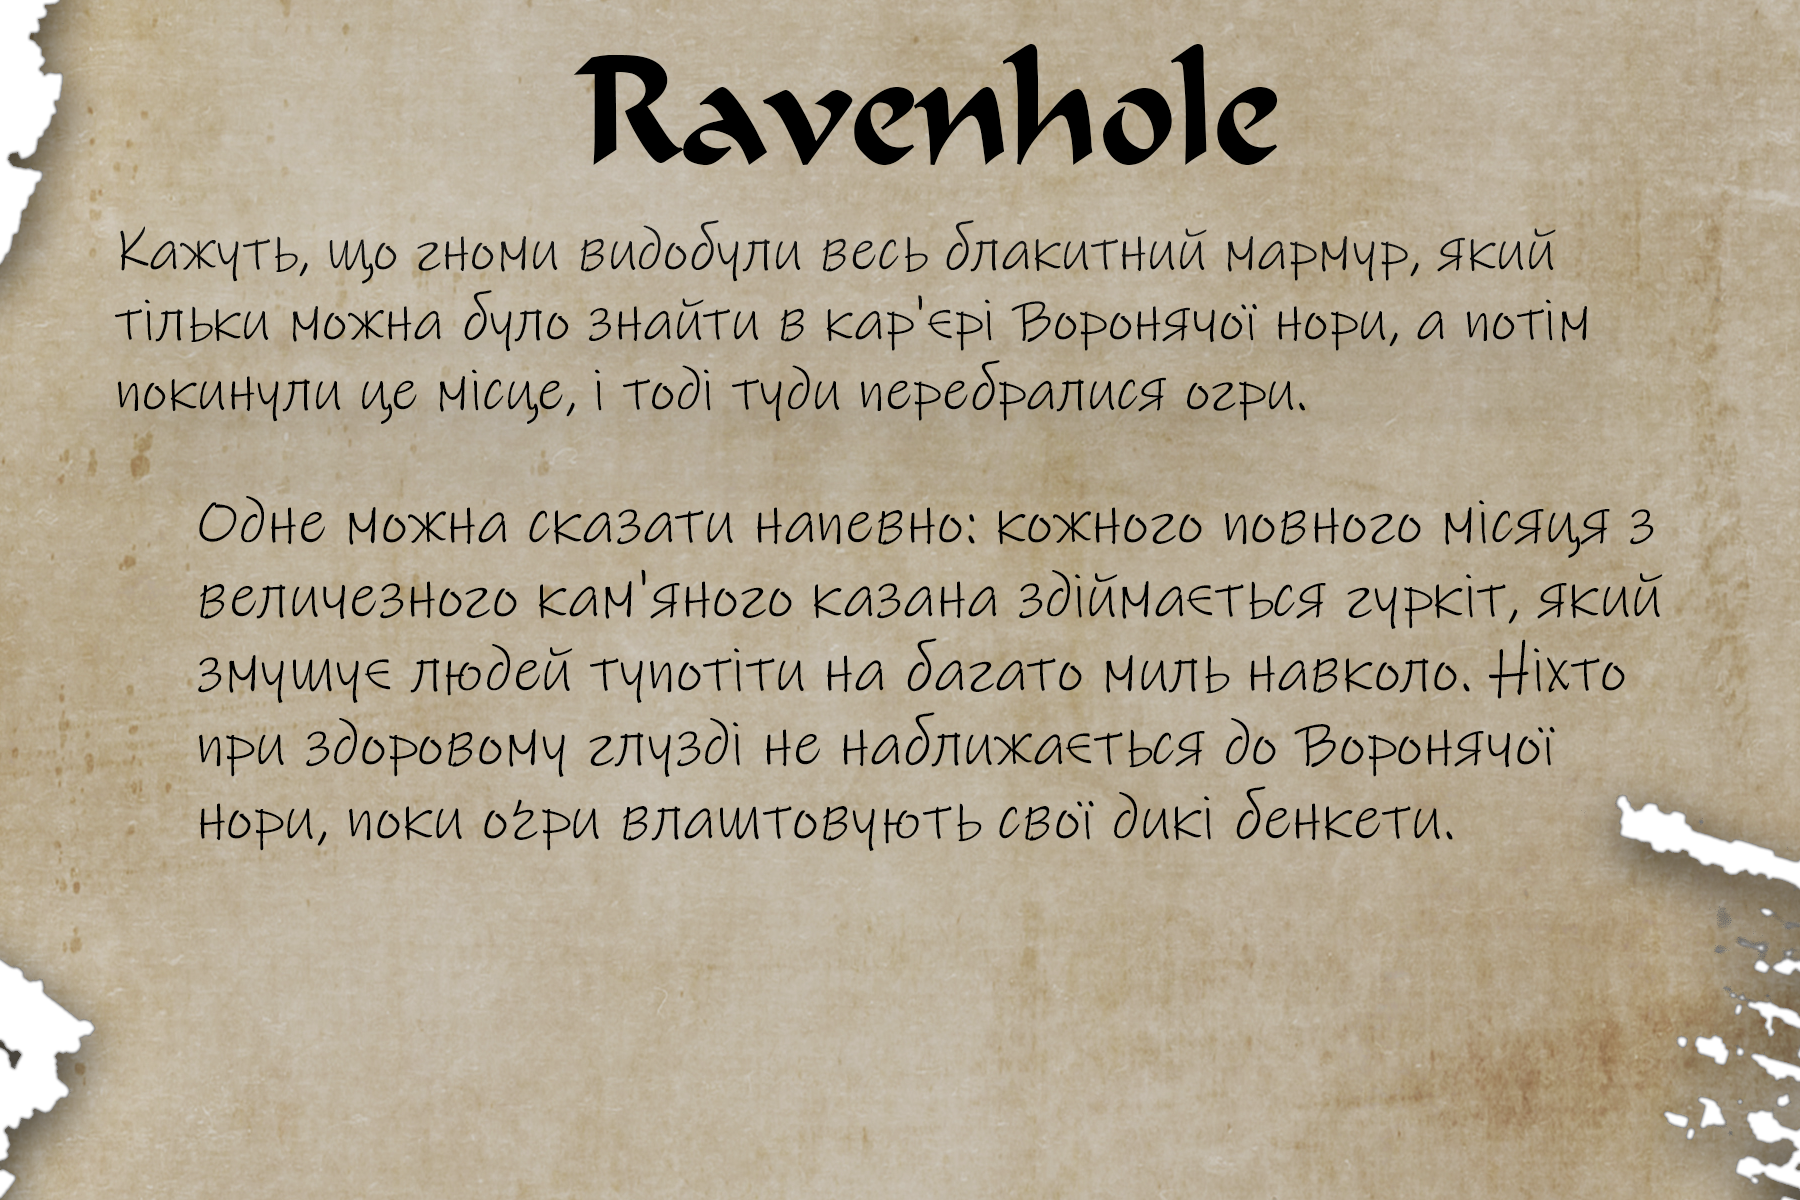 Ravenhole
Кажуть, що гноми видобули весь блакитний мармур, який
тільки можна було знайти в кар'єрі Воронячої нори, а потім
покинули це місце, і тоді туди перебралися огри.
Одне можна сказати напевно: кожного повного місяця з
величезного кам'яного казана здіймається гуркіт, який
змушує людей тупотіти на багато миль навколо. Ніхто
при здоровому глузді не наближається до Воронячої
нори, поки оґри влаштовують свої дикі бенкети.